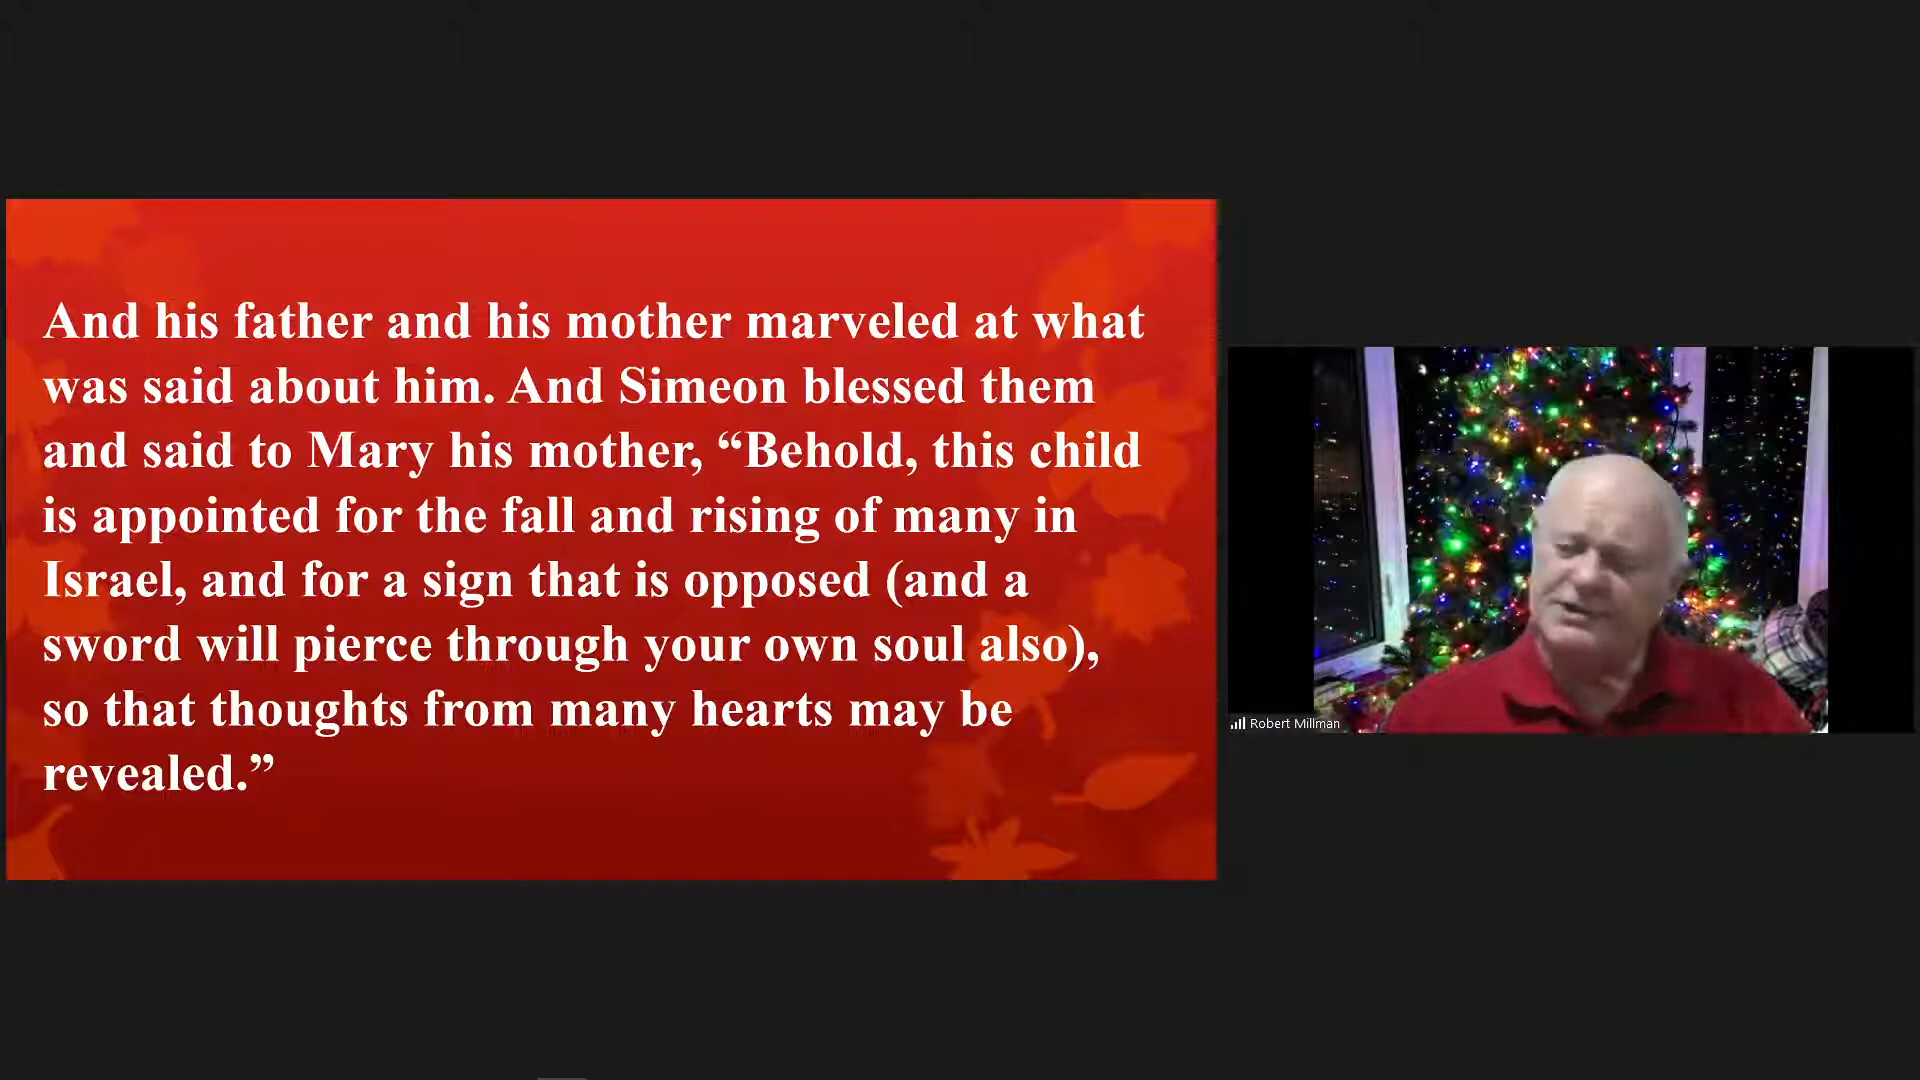 And his father and his mother marveled at what
was said about him. And Simeon blessed them
and said to Mary his mother, “Behold, this child
is appointed for the fall and rising of many in
Israel, and for a sign that is opposed (and a
sword will pierce through your own soul also),
so that thoughts from many hearts may be
revealed.”
Robert Millman